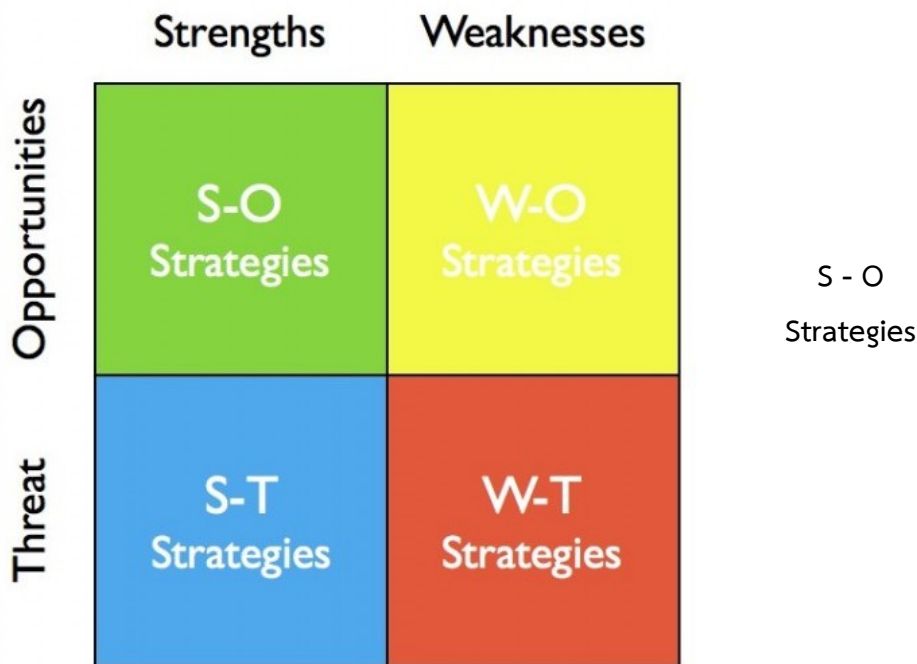 Strengths Weaknesses
Opportunities
S-O
Strategies
W-O
Strategies
S - O
Strategies
Threat
S-T
Strategies
W-T
Strategies